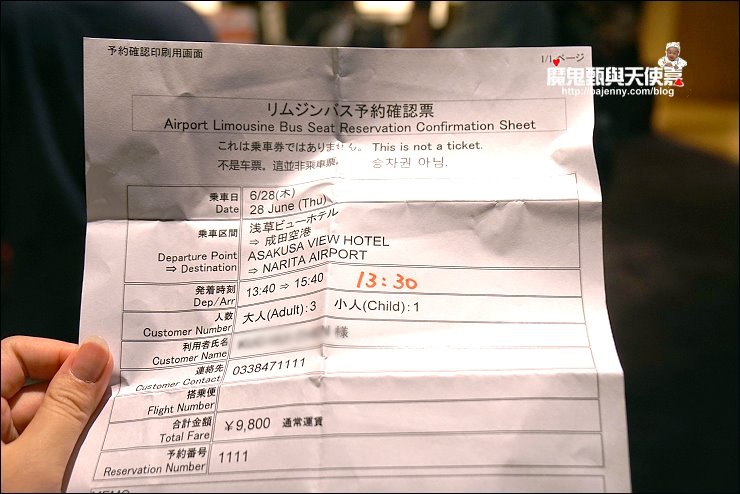 予約確認印刷用画面
1/1 ページ
魔鬼甄與天使嘉
http://bajenny.com/blog
リムジンバス予約確認票
Airport Limousine Bus Seat Reservation Confirmation Sheet
これは乗車券ではありません。 This is not a ticket.
不是车票。這並非乘車票。 승차권 아님.
乗車日 6/28(木)
Date 28 June (Thu)
乗車区間 浅草ビューホテル
⇒ 成田空港
Departure Point ASAKUSA VIEW HOTEL
⇒ Destination ⇒ NARITA AIRPORT
発着時刻 13:40 ⇒ 15:40 13:30
Dep/Arr
人数 大人(Adult):3 小人(Child):1
Customer Number
利用者氏名 様
Customer Name
連絡先 0338471111
Customer Contact
搭乗便
Flight Number
合計金額 ¥9,800 通常運賃
Total Fare
予約番号 1111
Reservation Number
MEMO